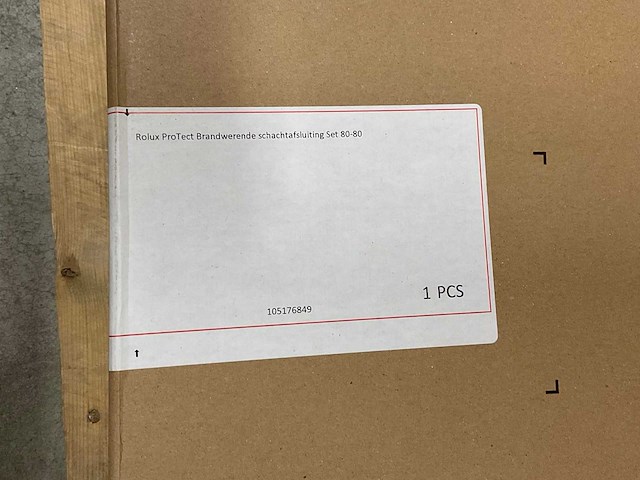 Rolux ProTect Brandwerende schachtafsluiting Set 80-80
1 PCS
105176849